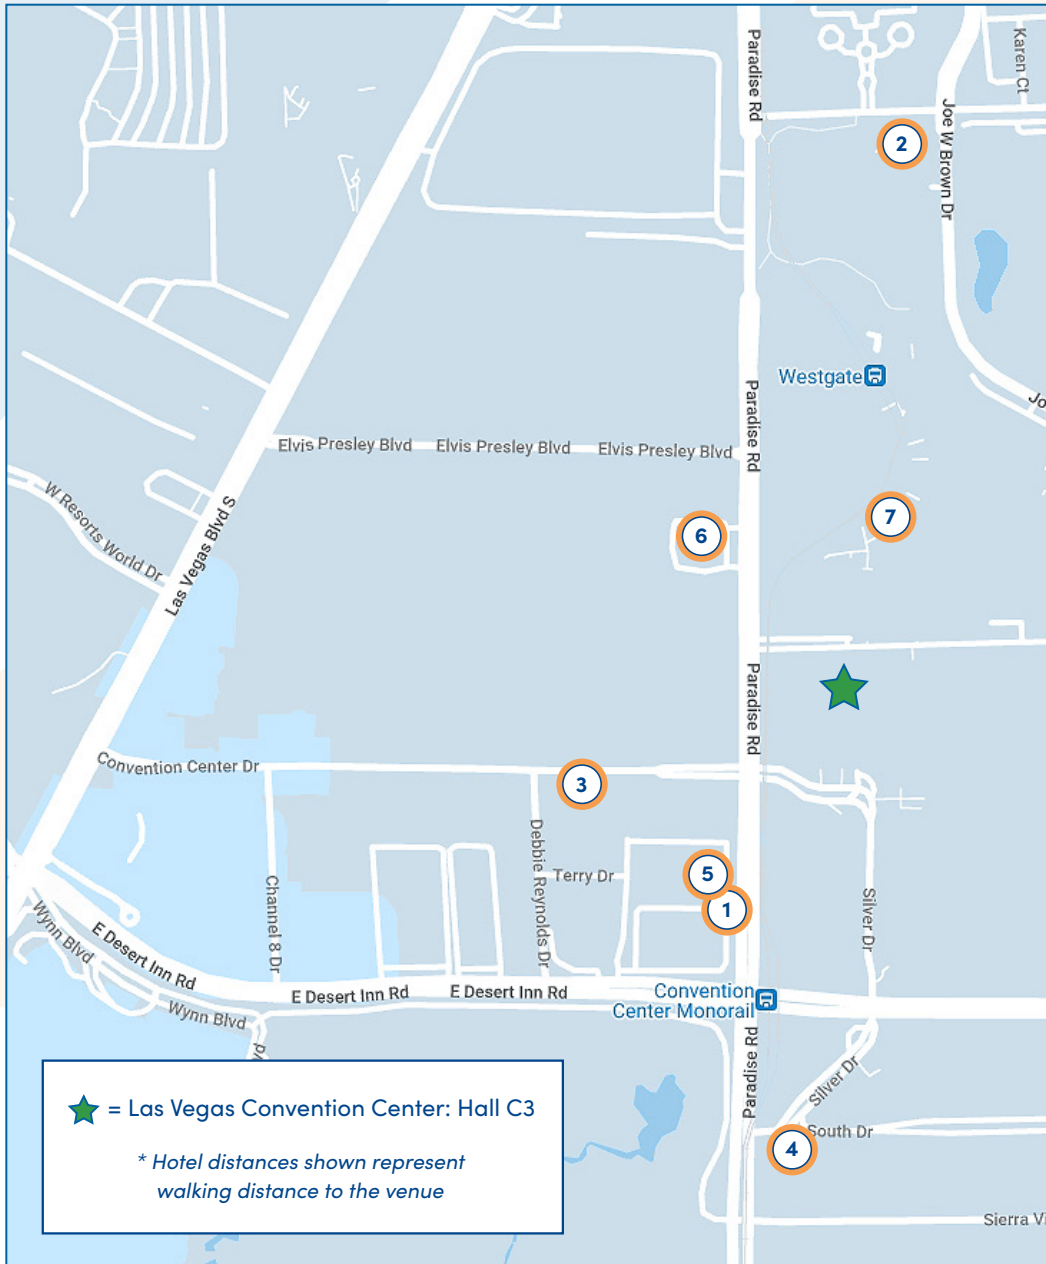 Paradise Rd
Karen Ct
Joe W Brown Dr
2
Westgate
Jo
Paradise Rd
Elvis Presley Blvd
Elvis Presley Blvd
Elvis Presley Blvd
W Resorts World Dr
Las Vegas Blvd S
7
6
Paradise Rd
Convention Center Dr
3
Debbie Reynolds Dr
Terry Dr
5
1
Channel 8 Dr
Silver Dr
Wynn Blvd
E Desert Inn Rd
E Desert Inn Rd
E Desert Inn Rd
Convention
Center Monorail
Wynn Blvd
vd
Paradise Rd
Silver Dr
South Dr
4
Sierra Vi
= Las Vegas Convention Center: Hall C3
* Hotel distances shown represent
walking distance to the venue